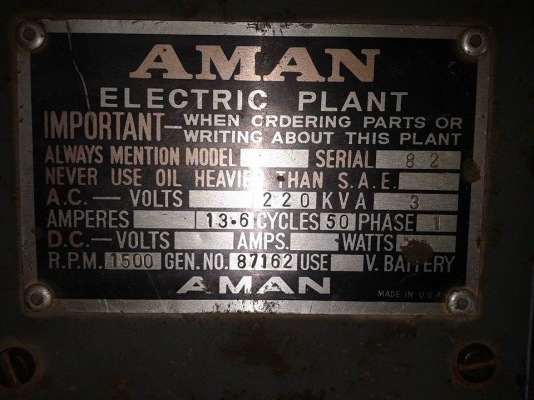 AMAN
ELECTRIC PLANT
IMPORTANT — WHEN ORDERING PARTS OR
WRITING ABOUT THIS PLANT
ALWAYS MENTION MODEL SERIAL 8 2
NEVER USE OIL HEAVIER THAN S.A.E.
A.C. — VOLTS 220 KVA 3
AMPERES 13·6 CYCLES 50 PHASE 1
D.C. — VOLTS AMPS. WATTS
R.P.M. 1500 GEN. NO. 87162 USE V. BATTERY
AMAN
MADE IN U.S.A.